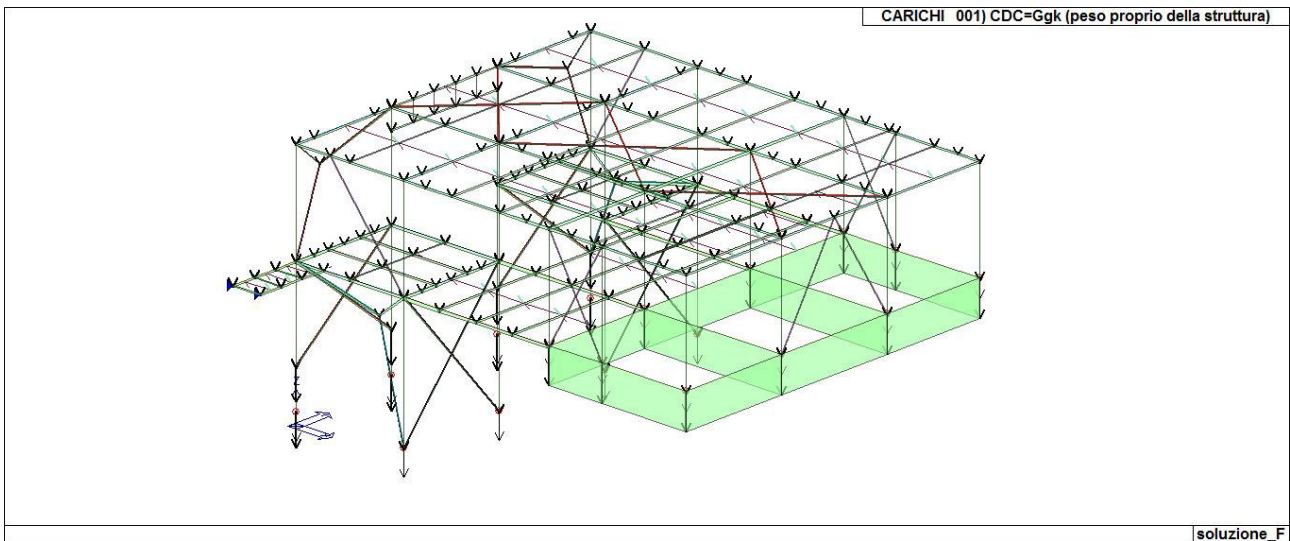 CARICHI 001) CDC=Ggk (peso proprio della struttura)
Z
soluzione_F